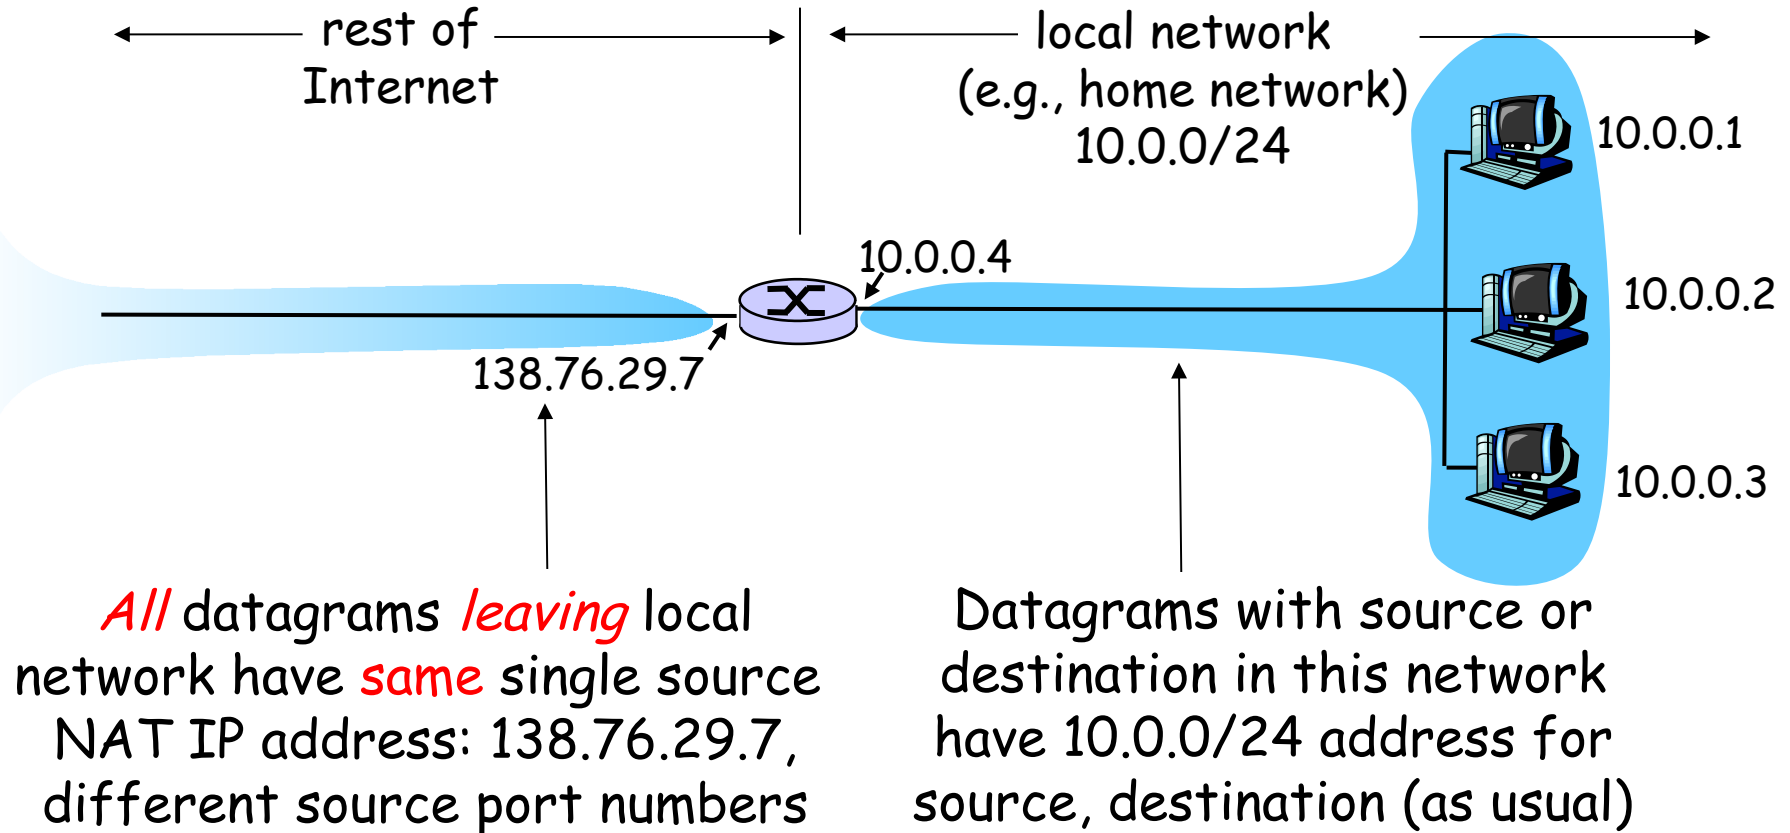 rest of
Internet
local network
(e.g., home network)
10.0.0/24
10.0.0.1
10.0.0.4
10.0.0.2
138.76.29.7
10.0.0.3
All datagrams leaving local
network have same single source
NAT IP address: 138.76.29.7,
different source port numbers
Datagrams with source or
destination in this network
have 10.0.0/24 address for
source, destination (as usual)